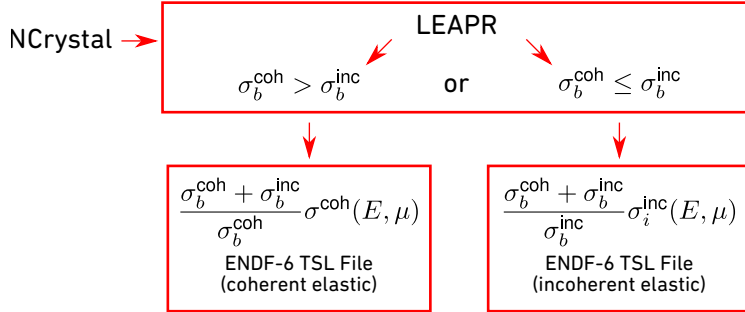 LEAPR
NCrystal
σ_b^coh > σ_b^inc or σ_b^coh ≤ σ_b^inc
\frac{σ_b^coh + σ_b^inc}{σ_b^coh} σ^coh(E, μ)
ENDF-6 TSL File
(coherent elastic)
\frac{σ_b^coh + σ_b^inc}{σ_b^inc} σ_i^inc(E, μ)
ENDF-6 TSL File
(incoherent elastic)